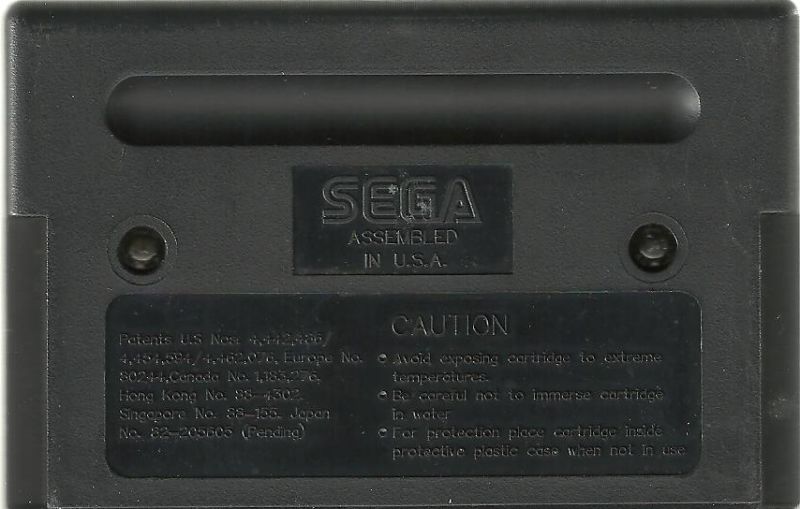 SEGA
ASSEMBLED
IN U.S.A.
Patents U.S Nos. 4,442,486/
4,454,594/4,462,076, Europe No.
80244,Canada No. 1,183,276,
Hong Kong No. 88-4302,
Singapore No. 88-155, Japan
No. 82-205605 (Pending)
CAUTION
• Avoid exposing cartridge to extreme
temperatures.
• Be careful not to immerse cartridge
in water
• For protection place cartridge inside
protective plastic case when not in use